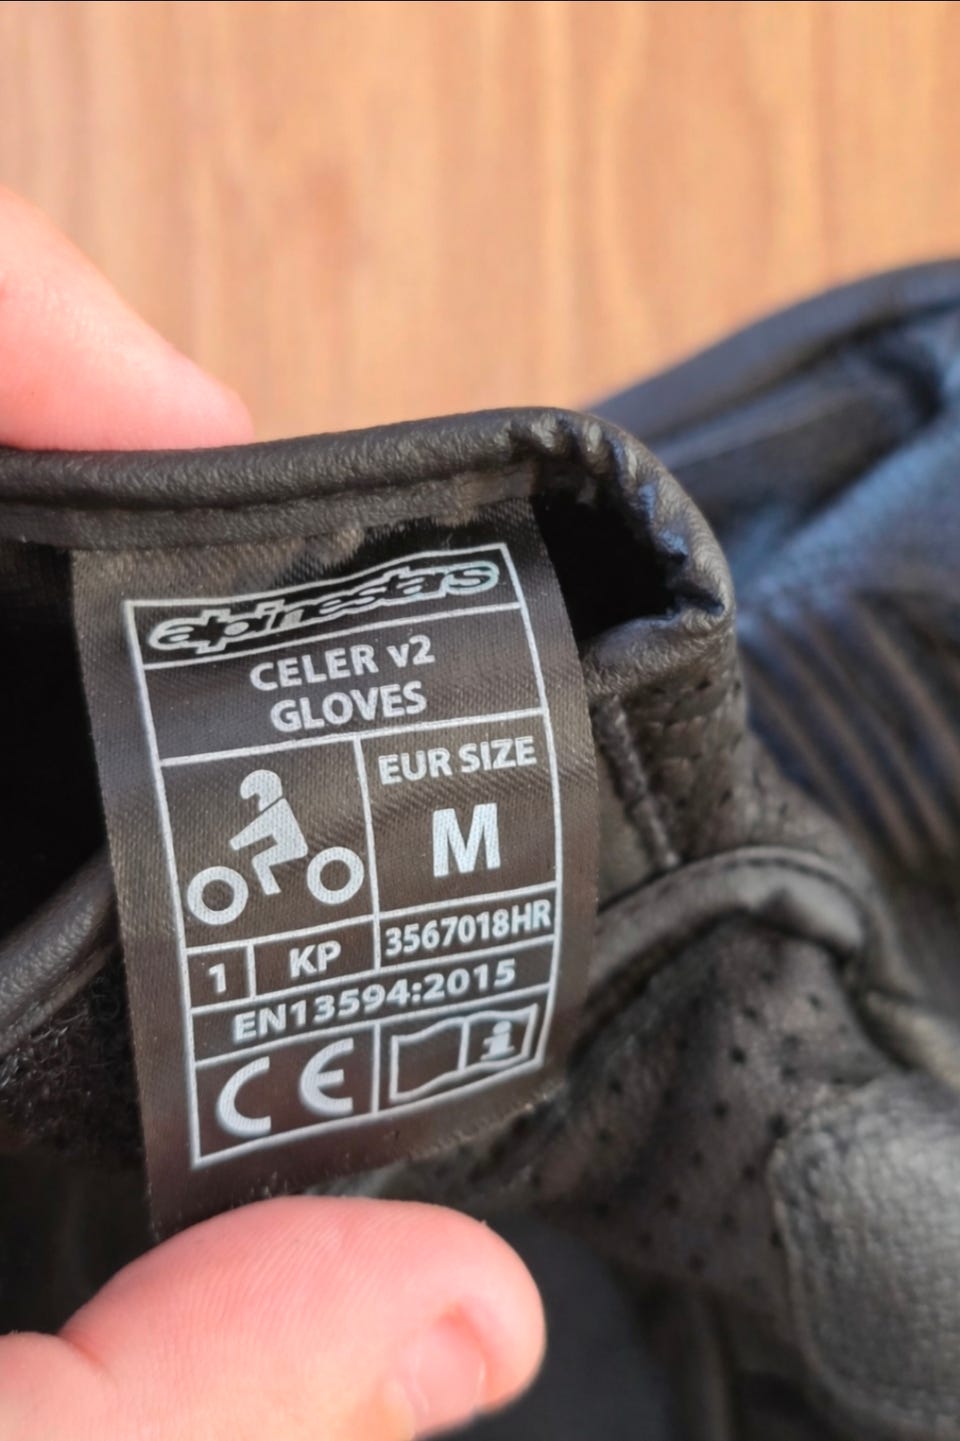 alpinestars
CELER v2
GLOVES
EUR SIZE
M
1 KP 3567018HR
EN13594:2015
CE i